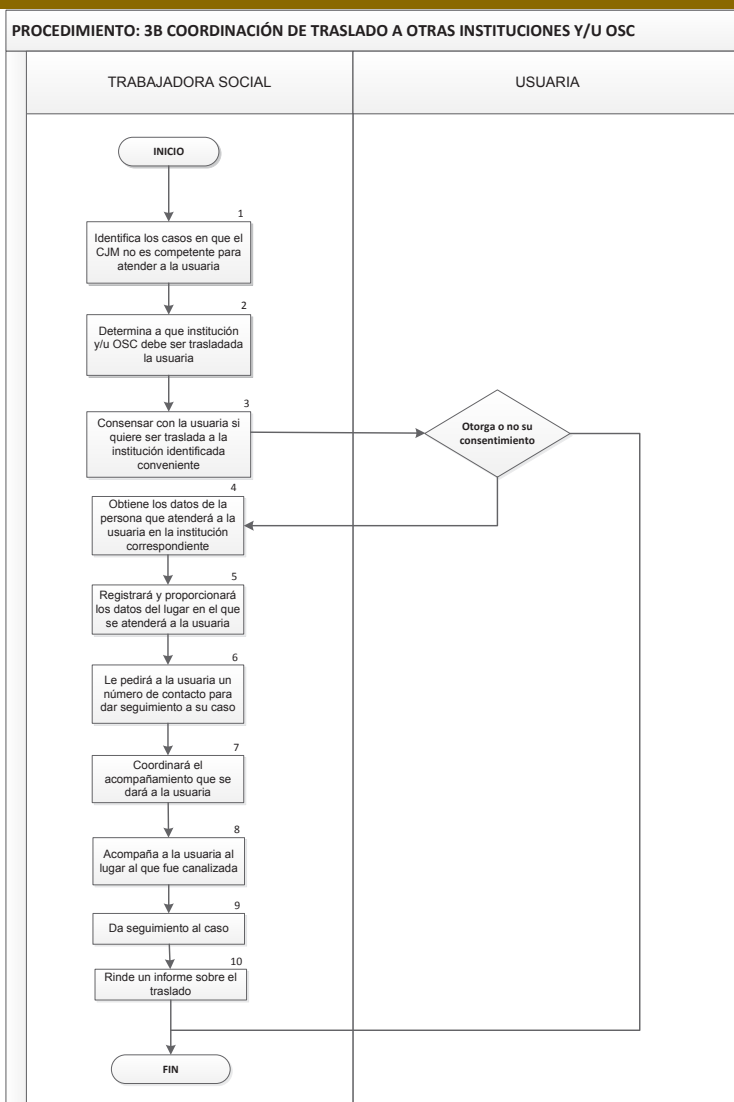 PROCEDIMIENTO: 3B COORDINACIÓN DE TRASLADO A OTRAS INSTITUCIONES Y/U OSC
TRABAJADORA SOCIAL
USUARIA
INICIO
1
Identifica los casos en que el
CJM no es competente para
atender a la usuaria
2
Determina a que institución
y/u OSC debe ser trasladada
la usuaria
3
Consensar con la usuaria si
quiere ser traslada a la
institución identificada
conveniente
Otorga o no su
consentimiento
4
Obtiene los datos de la
persona que atenderá a la
usuaria en la institución
correspondiente
5
Registrará y proporcionará
los datos del lugar en el que
se atenderá a la usuaria
6
Le pedirá a la usuaria un
número de contacto para
dar seguimiento a su caso
7
Coordinará el
acompañamiento que se
dará a la usuaria
8
Acompaña a la usuaria al
lugar al que fue canalizada
9
Da seguimiento al caso
10
Rinde un informe sobre el
traslado
FIN